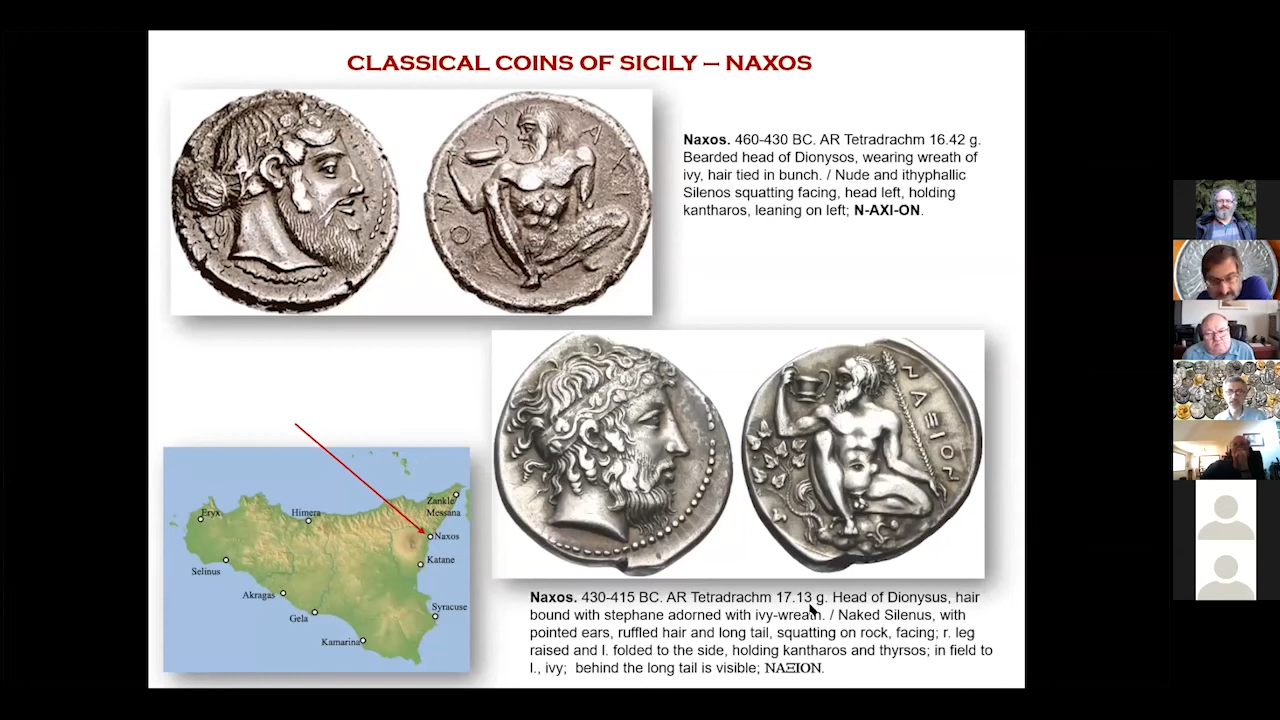 CLASSICAL COINS OF SICILY – NAXOS
Naxos. 460-430 BC. AR Tetradrachm 16.42 g.
Bearded head of Dionysos, wearing wreath of
ivy, hair tied in bunch. / Nude and ithyphallic
Silenos squatting facing, head left, holding
kantharos, leaning on left; N-AXI-ON.
N A X I O N
ΝΑΞΙΟΝ
Eryx
Himera
Zankle
Messana
Naxos
Katane
Selinus
Akragas
Gela
Syracuse
Kamarina
Naxos. 430-415 BC. AR Tetradrachm 17.13 g. Head of Dionysus, hair
bound with stephane adorned with ivy-wreath. / Naked Silenus, with
pointed ears, ruffled hair and long tail, squatting on rock, facing; r. leg
raised and l. folded to the side, holding kantharos and thyrsos; in field to
l., ivy; behind the long tail is visible; ΝΑΞΙΟΝ.